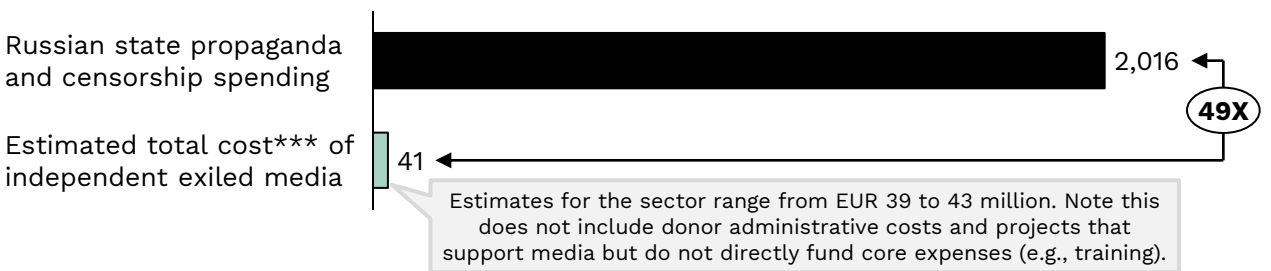 Russian state propaganda
and censorship spending
2,016
49X
Estimated total cost*** of
independent exiled media
41
Estimates for the sector range from EUR 39 to 43 million. Note this
does not include donor administrative costs and projects that
support media but do not directly fund core expenses (e.g., training).